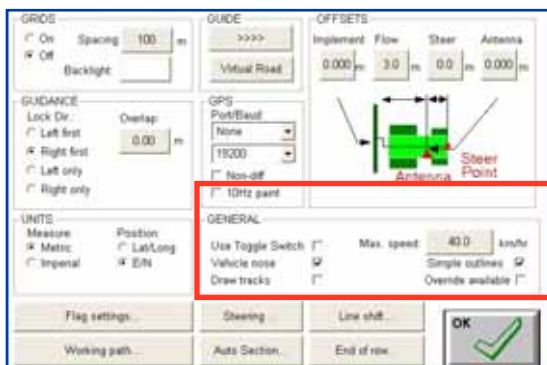 GRIDS
On Spacing 100 m
Off
Backlight:
GUIDE
>>>>
Virtual Road
OFFSETS
Implement Flow Steer Antenna
0.000 m 3.0 m 0.0 m 0.000 m
Steer
Antenna Point
GUIDANCE
Lock Dir.: Overlap:
Left first 0.00 m
Right first
Left only
Right only
GPS
Port/Baud:
None
19200
Non-diff
10Hz paint
UNITS
Measure: Position:
Metric Lat/Long
Imperial E/N
GENERAL
Use Toggle Switch Max. speed: 40.0 km/hr
Vehicle nose Simple outlines
Draw tracks Override available
Flag settings... Steering... Line shift...
Working path... Auto Section... End of row...
OK